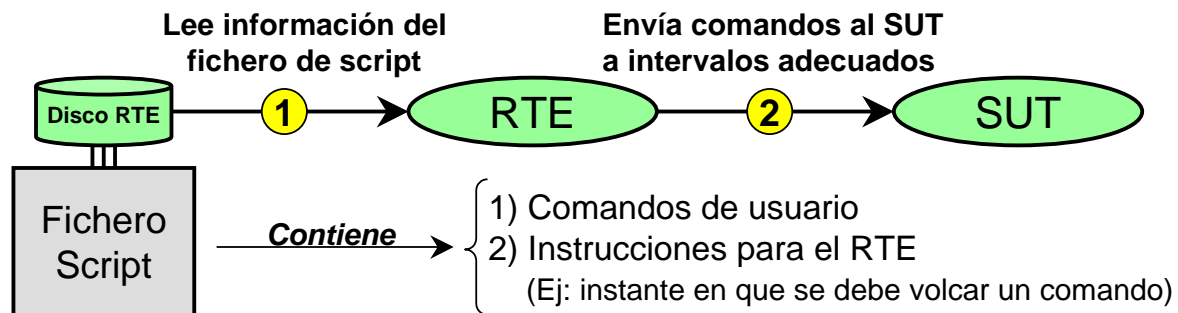 Lee información del
fichero de script
Envía comandos al SUT
a intervalos adecuados
Disco RTE
1
RTE
2
SUT
Fichero
Script
Contiene
1) Comandos de usuario
2) Instrucciones para el RTE
(Ej: instante en que se debe volcar un comando)